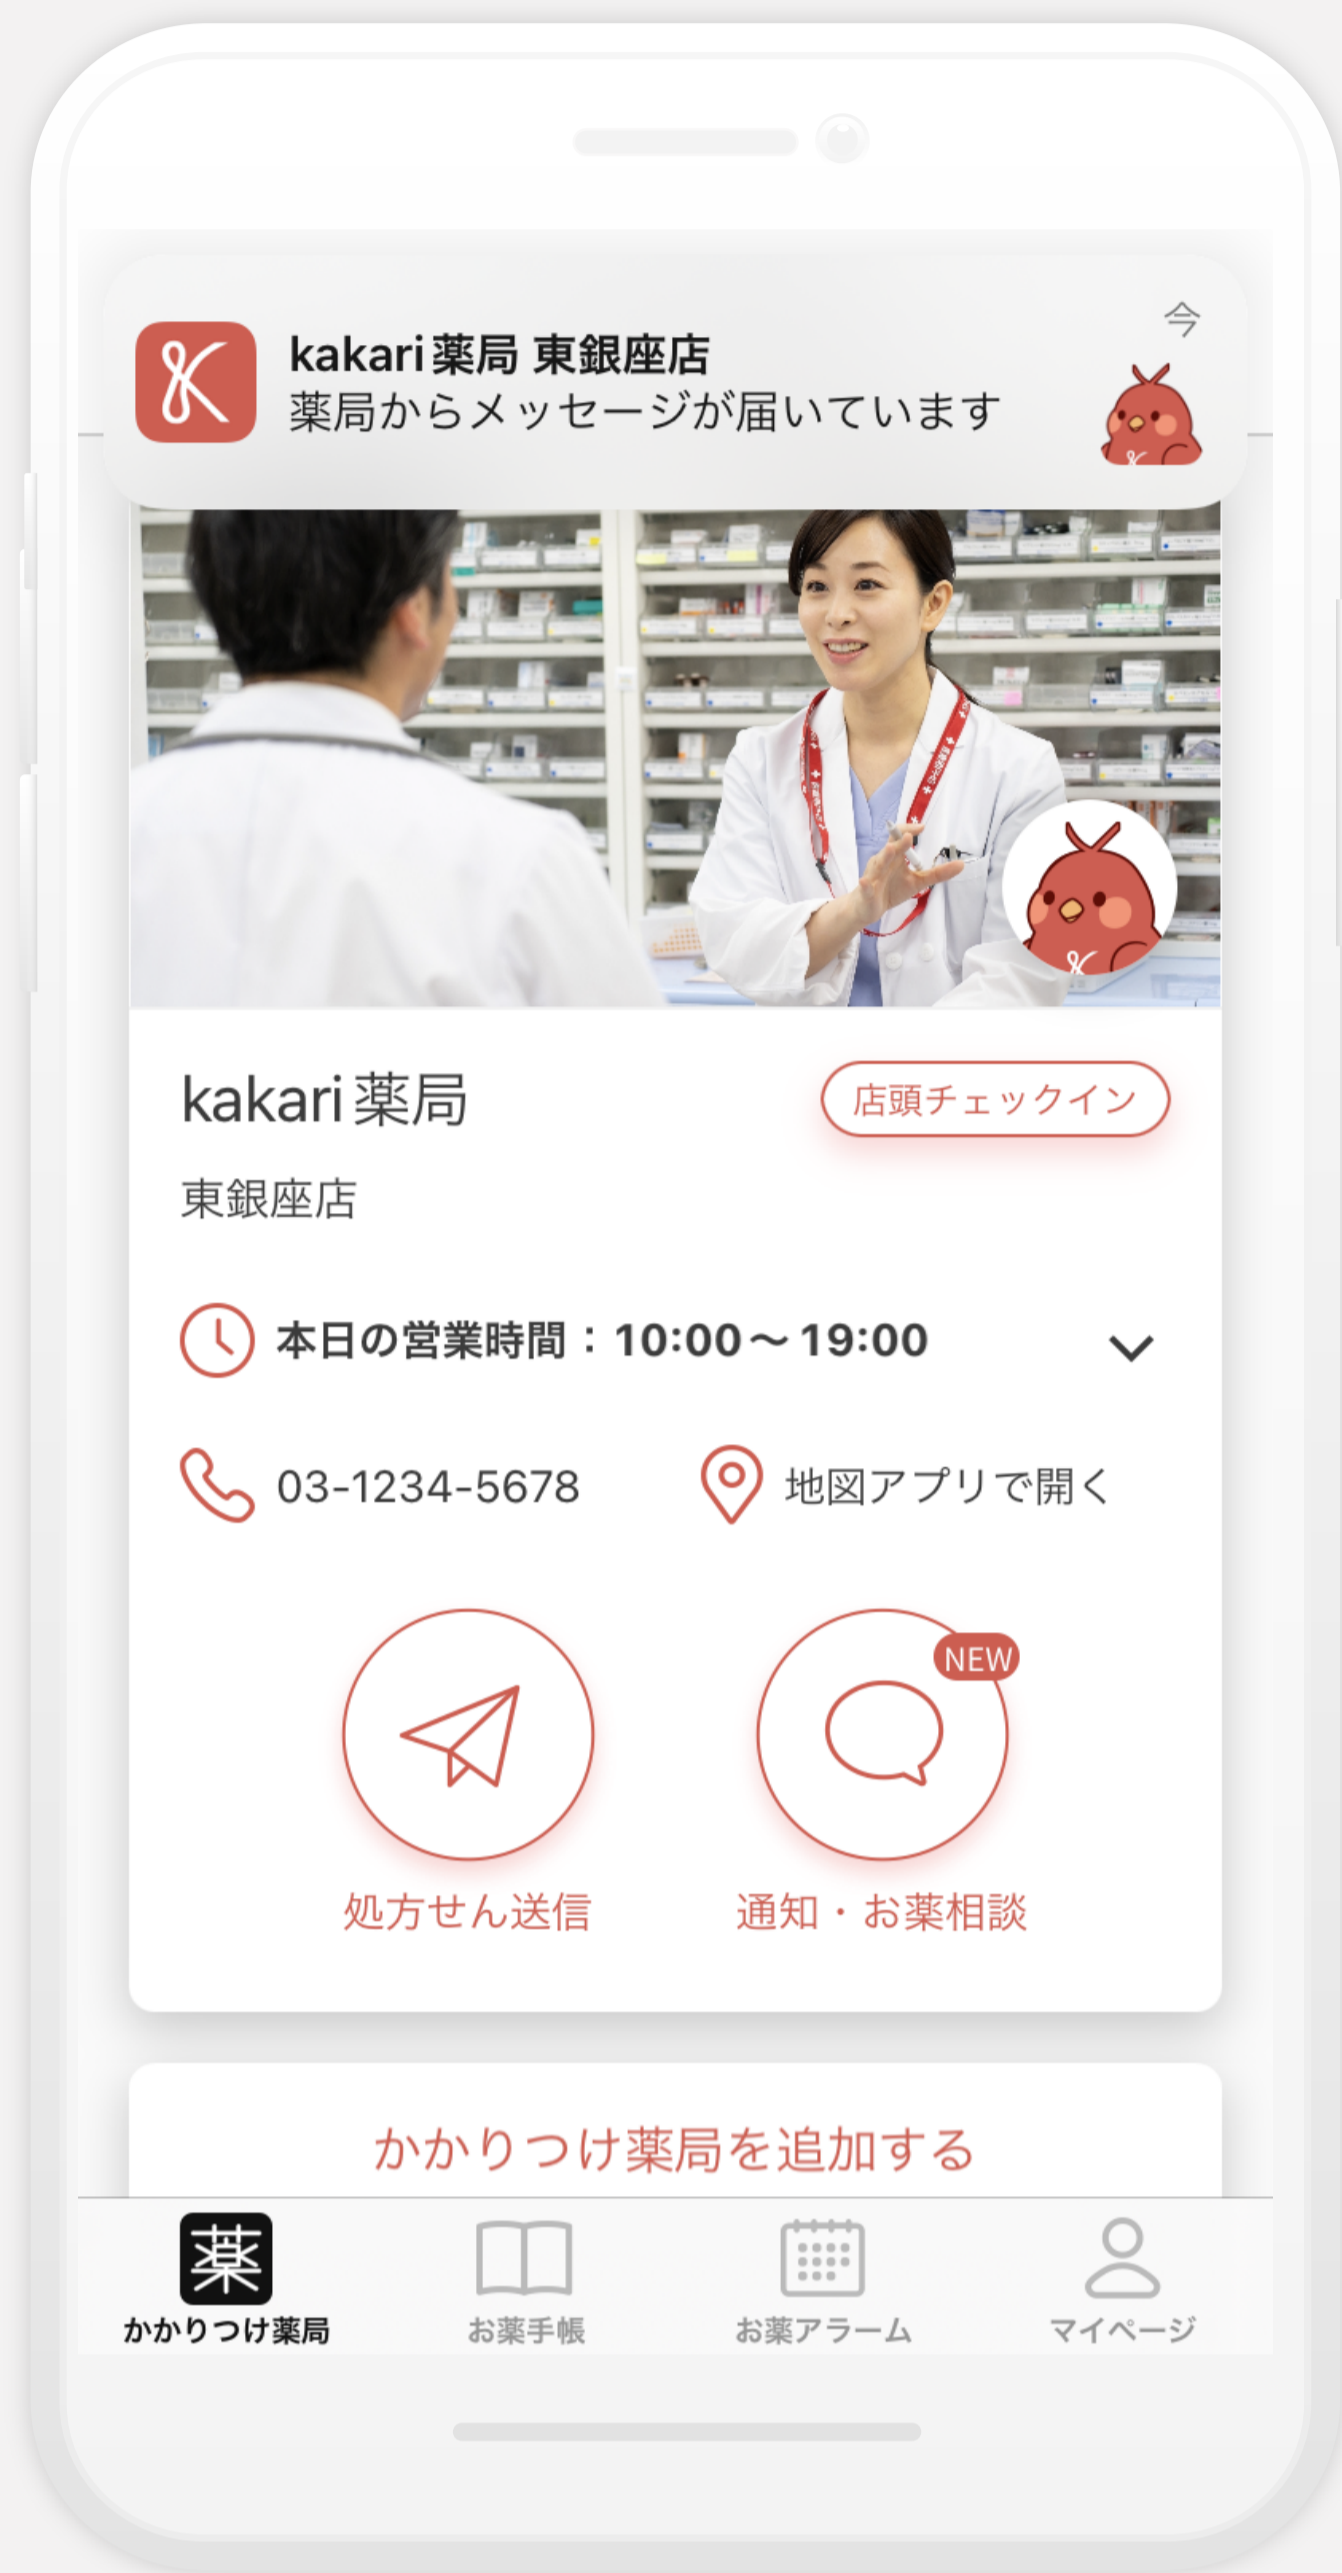 今
kakari薬局 東銀座店
薬局からメッセージが届いています
kakari薬局
店頭チェックイン
東銀座店
本日の営業時間：10:00〜19:00
03-1234-5678
地図アプリで開く
NEW
処方せん送信
通知・お薬相談
かかりつけ薬局を追加する
薬
かかりつけ薬局
お薬手帳
お薬アラーム
マイページ